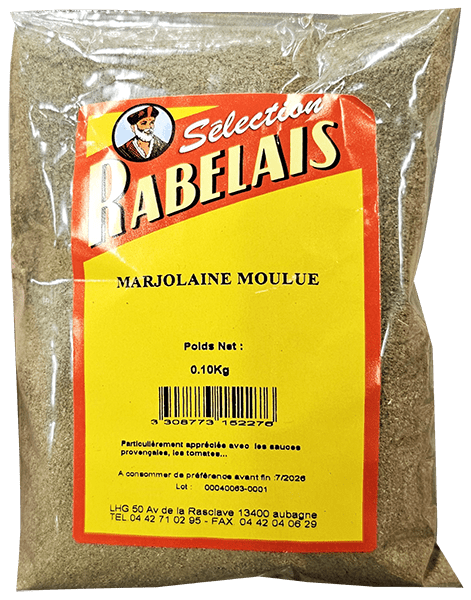 Sélection
RABELAIS
MARJOLAINE MOULUE
Poids Net :
0.10Kg
3 308773 152276
Particulièrement appréciée avec les sauces
provençales, les tomates...
A consommer de préférence avant fin :7/2026
Lot : 00040063-0001
LHG 50 Av de la Rasclave 13400 aubagne
TEL.04 42 71 02 95 - FAX 04 42 04 06 29